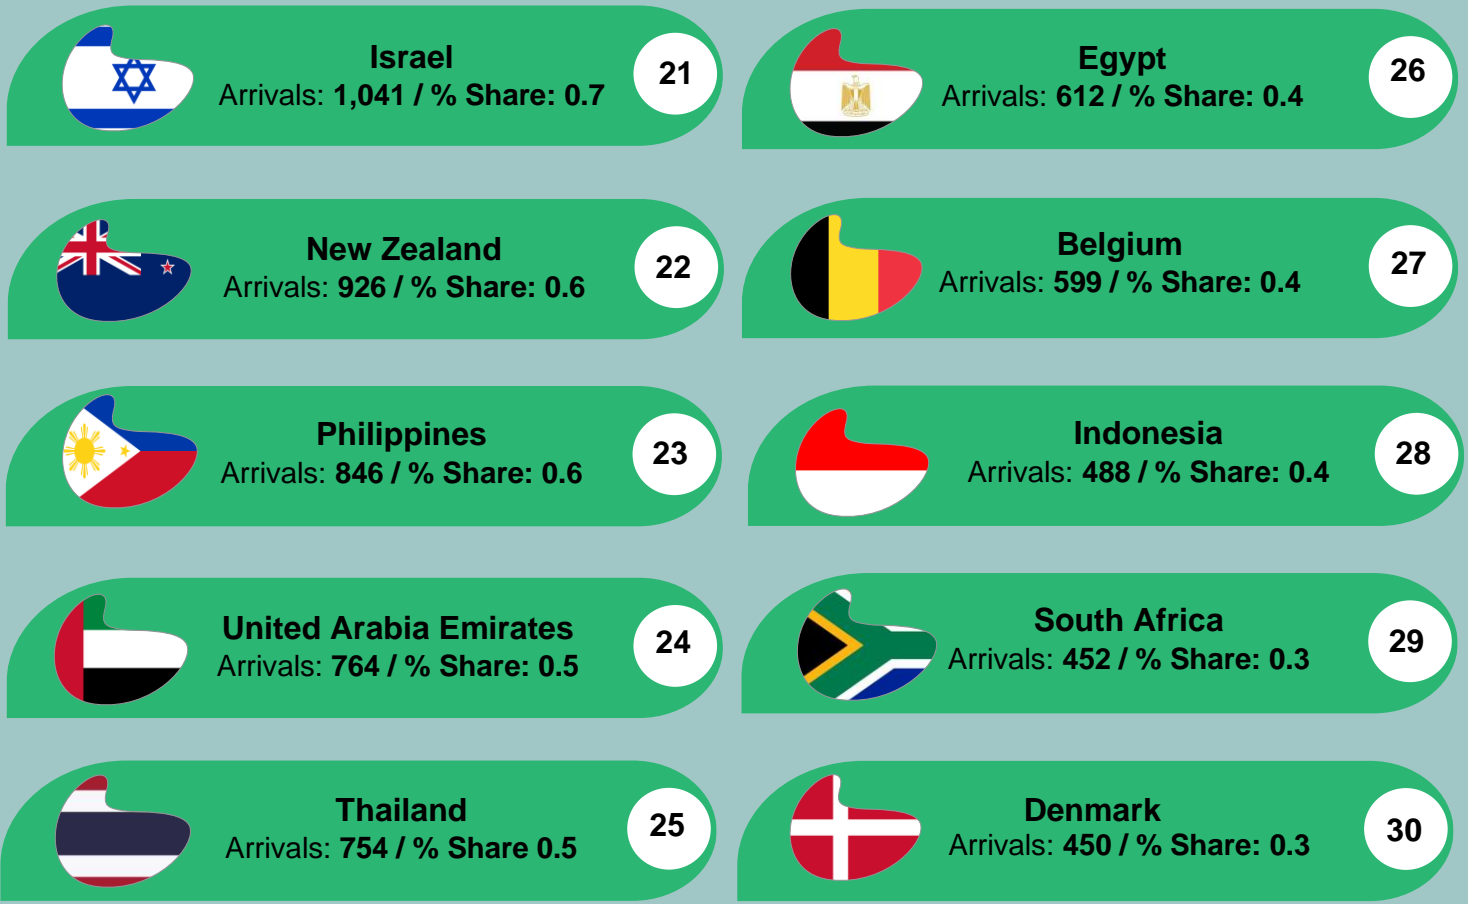 Israel
Arrivals: 1,041 / % Share: 0.7
21
New Zealand
Arrivals: 926 / % Share: 0.6
22
Philippines
Arrivals: 846 / % Share: 0.6
23
United Arabia Emirates
Arrivals: 764 / % Share: 0.5
24
Thailand
Arrivals: 754 / % Share 0.5
25
Egypt
Arrivals: 612 / % Share: 0.4
26
Belgium
Arrivals: 599 / % Share: 0.4
27
Indonesia
Arrivals: 488 / % Share: 0.4
28
South Africa
Arrivals: 452 / % Share: 0.3
29
Denmark
Arrivals: 450 / % Share: 0.3
30